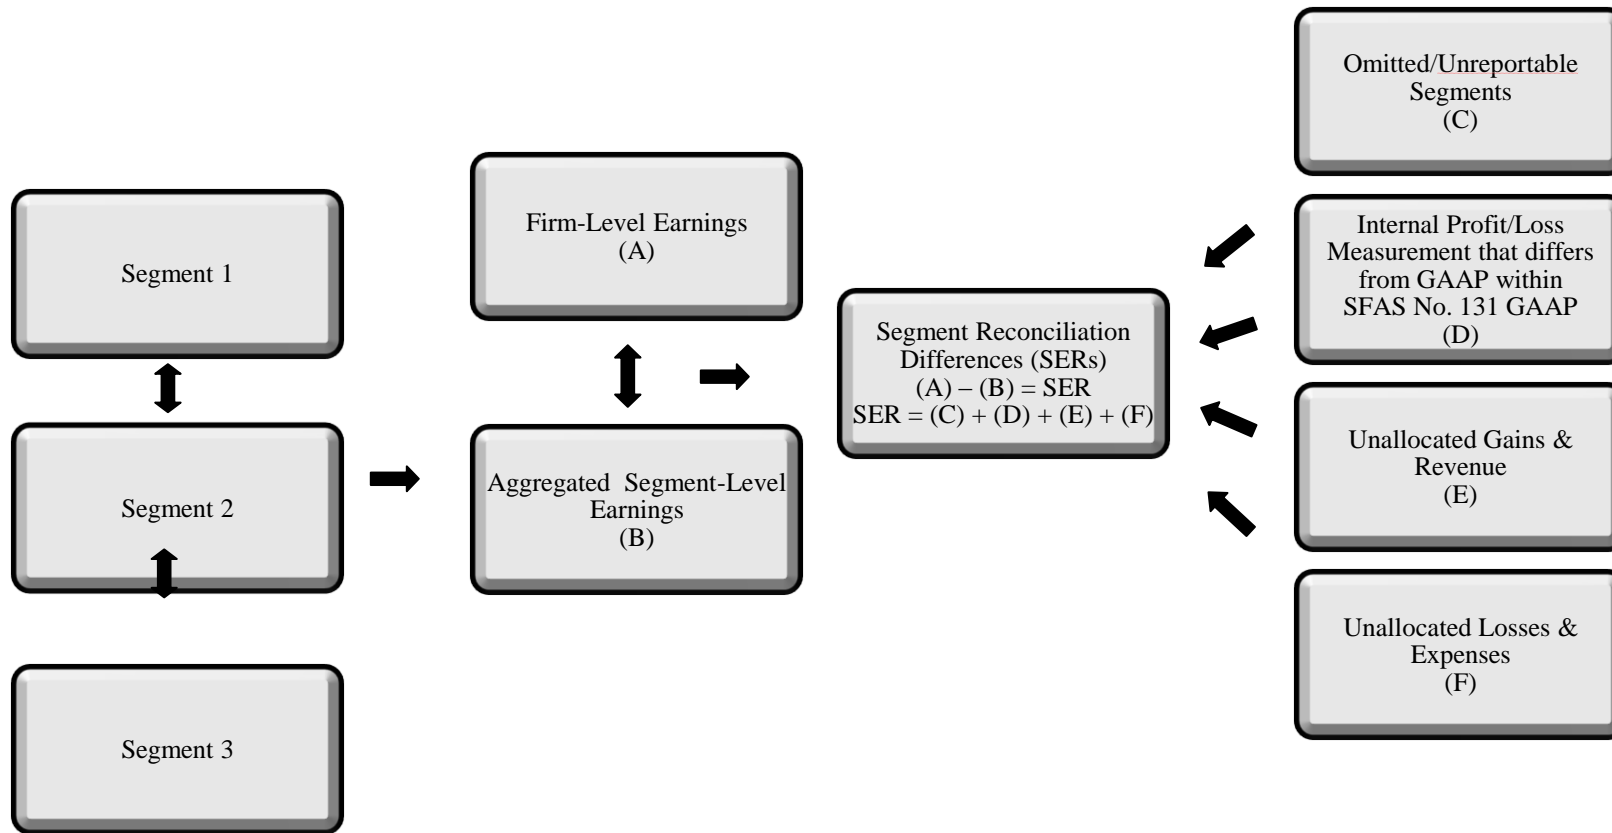 Segment 1
Segment 2
Segment 3
Firm-Level Earnings
(A)
Aggregated Segment-Level
Earnings
(B)
Segment Reconciliation
Differences (SERs)
(A) – (B) = SER
SER = (C) + (D) + (E) + (F)
Omitted/Unreportable
Segments
(C)
Internal Profit/Loss
Measurement that differs
from GAAP within
SFAS No. 131 GAAP
(D)
Unallocated Gains &
Revenue
(E)
Unallocated Losses &
Expenses
(F)